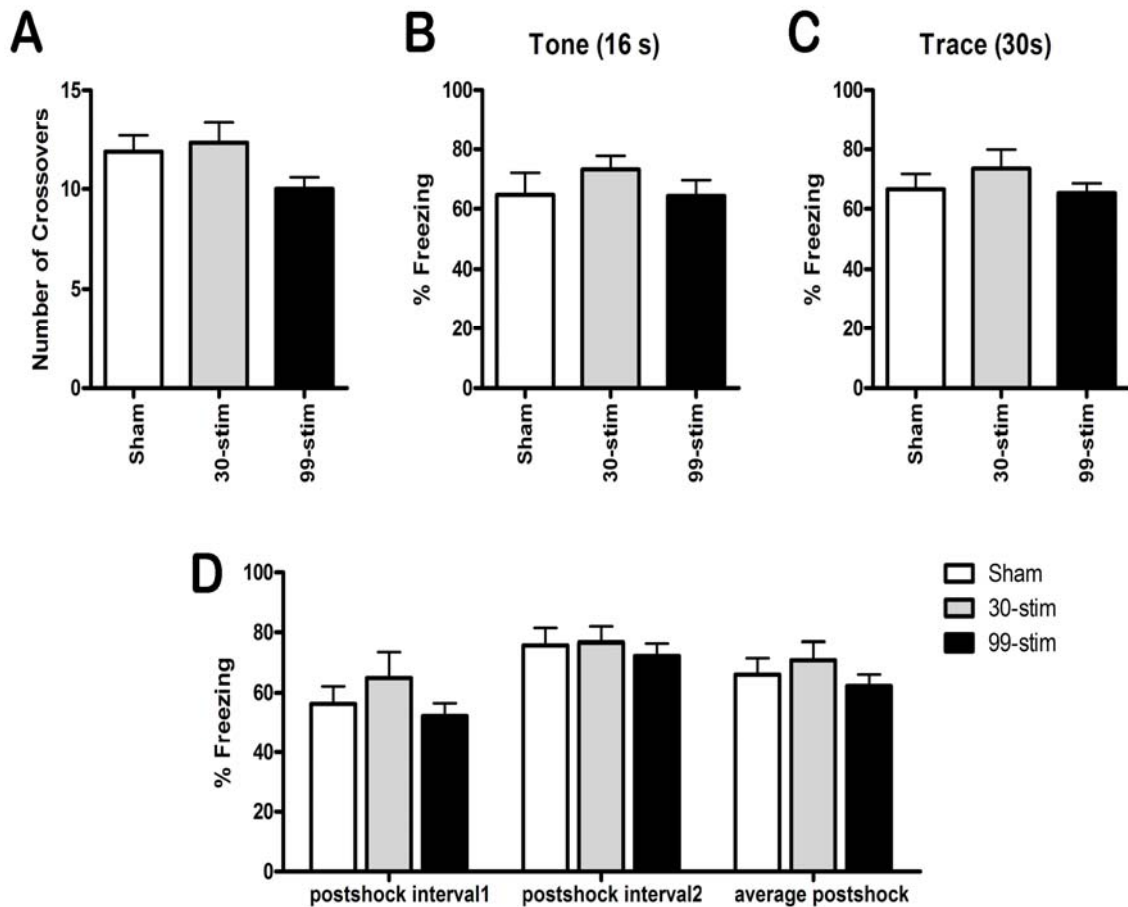 A
B
Tone (16 s)
C
Trace (30s)
Number of Crossovers
15
10
5
0
Sham
30-stim
99-stim
% Freezing
100
80
60
40
20
0
Sham
30-stim
99-stim
% Freezing
100
80
60
40
20
0
Sham
30-stim
99-stim
D
% Freezing
100
80
60
40
20
0
postshock interval1
postshock interval2
average postshock
Sham
30-stim
99-stim